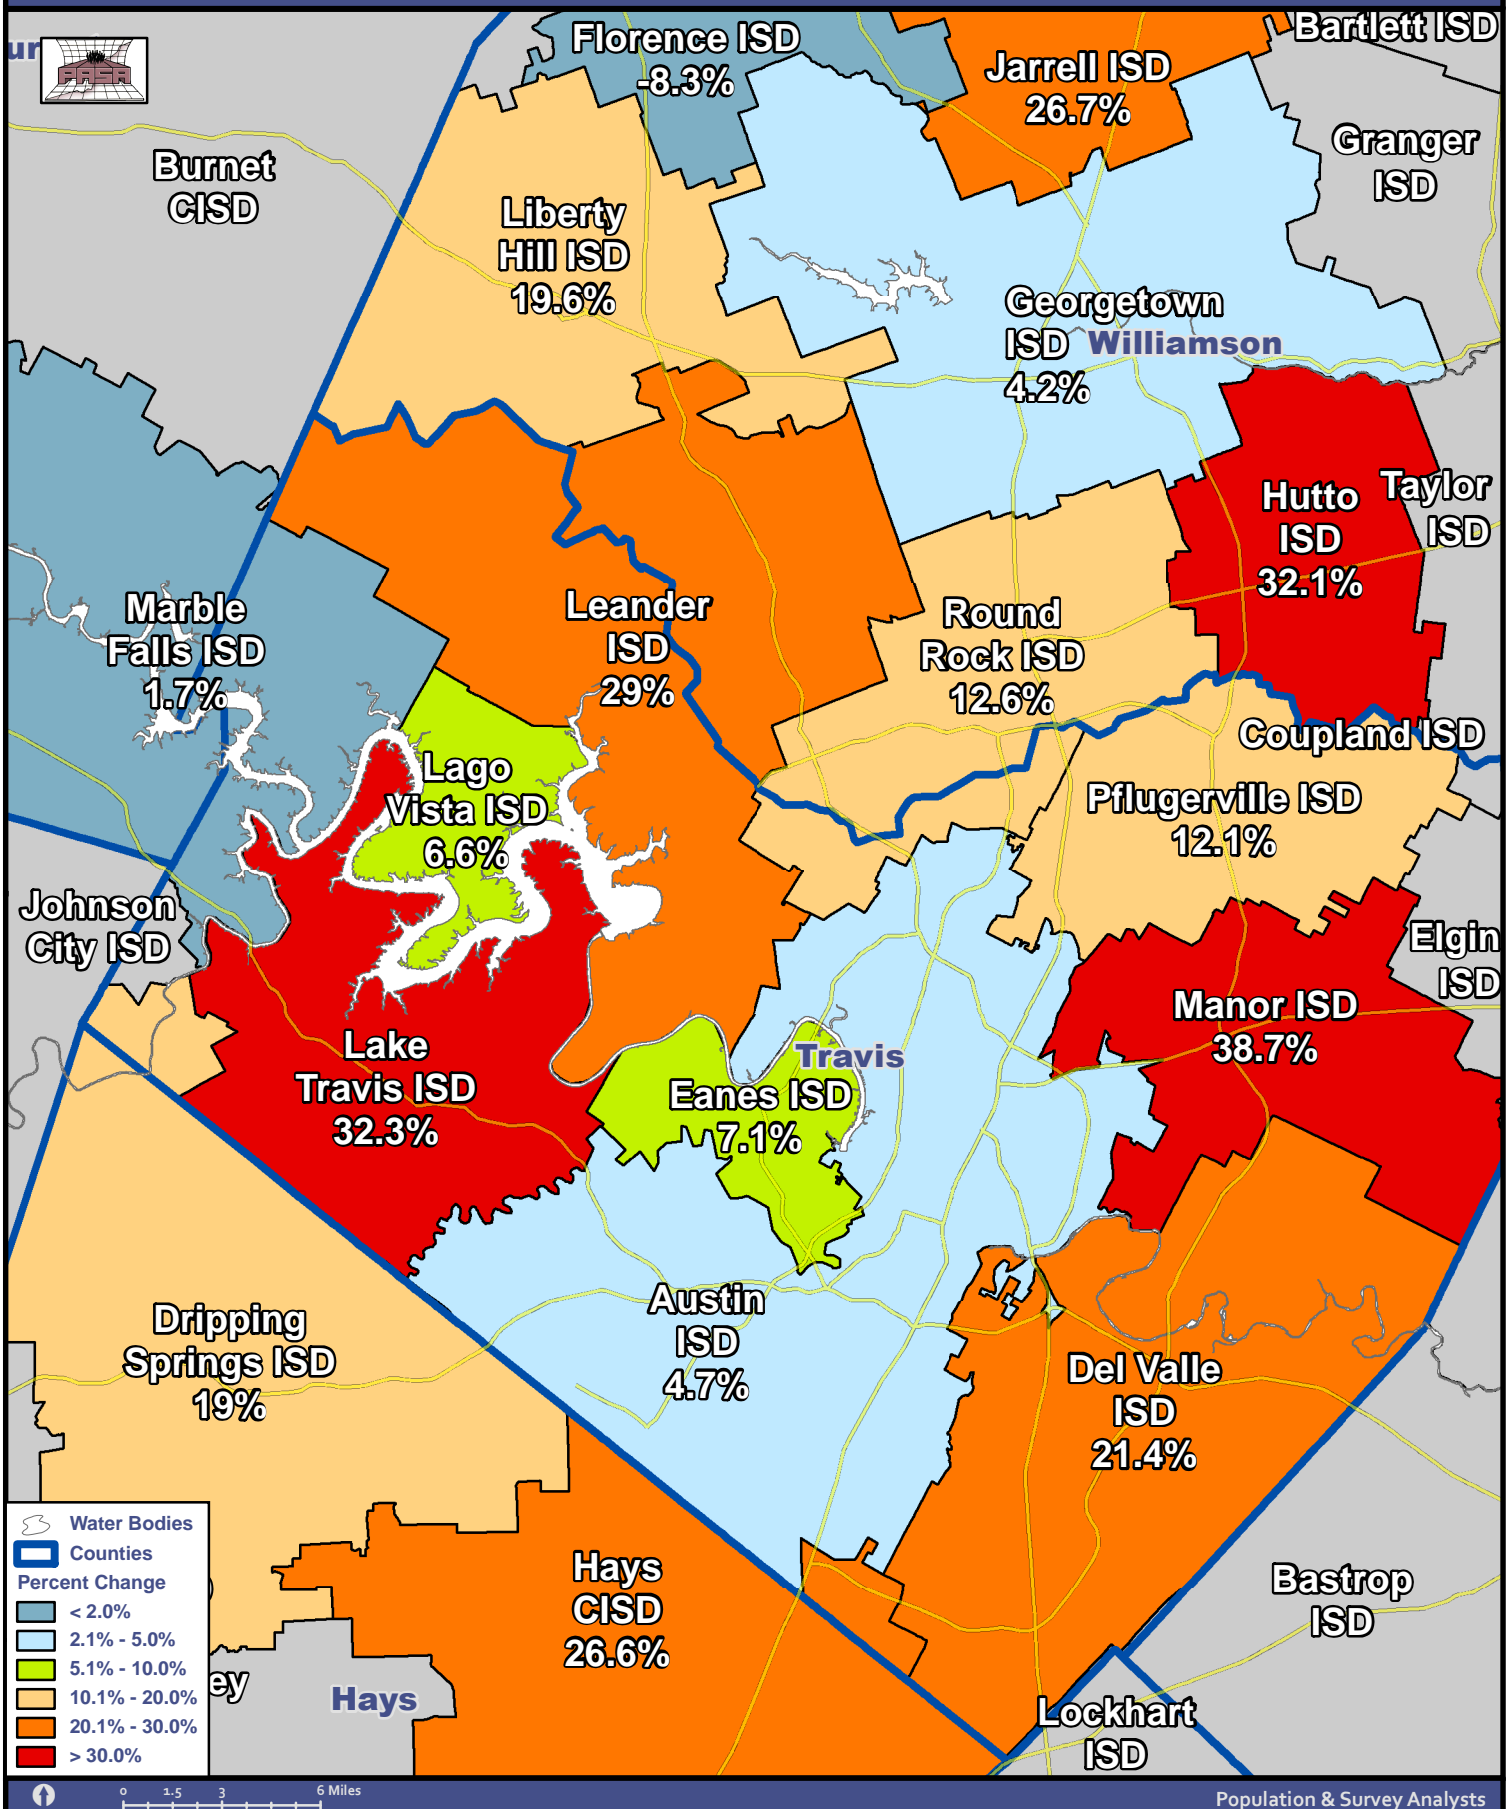 ur
PASA
Florence ISD
-8.3%
Jarrell ISD
26.7%
Bartlett ISD
Burnet
CISD
Granger
ISD
Liberty
Hill ISD
19.6%
Georgetown
ISD
4.2%
Williamson
Hutto
ISD
32.1%
Taylor
ISD
Marble
Falls ISD
1.7%
Leander
ISD
29%
Round
Rock ISD
12.6%
Coupland ISD
Lago
Vista ISD
6.6%
Pflugerville ISD
12.1%
Johnson
City ISD
Elgin
ISD
Manor ISD
38.7%
Lake
Travis ISD
32.3%
Travis
Eanes ISD
7.1%
Austin
ISD
4.7%
Dripping
Springs ISD
19%
Del Valle
ISD
21.4%
Hays
CISD
26.6%
Bastrop
ISD
ey
Hays
Lockhart
ISD
Water Bodies
Counties
Percent Change
< 2.0%
2.1% - 5.0%
5.1% - 10.0%
10.1% - 20.0%
20.1% - 30.0%
> 30.0%
0 1.5 3 6 Miles
Population & Survey Analysts